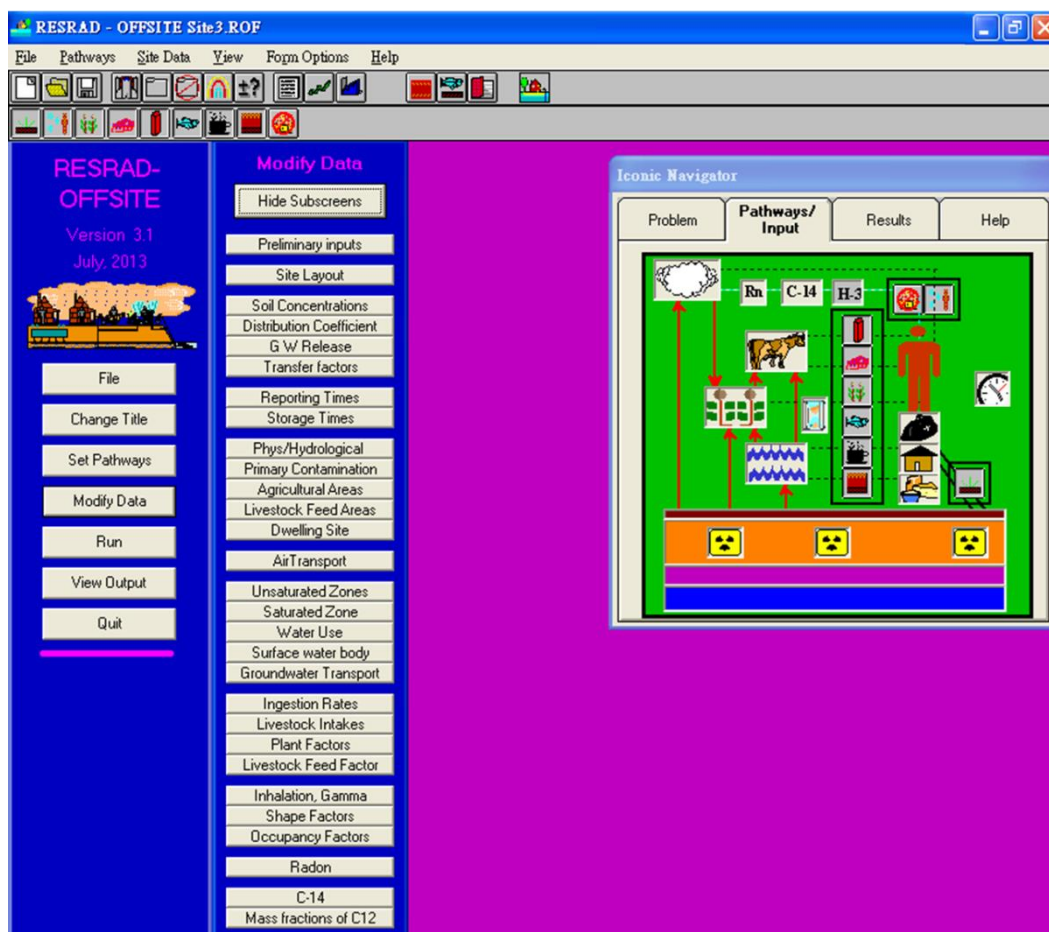 RESRAD - OFFSITE Site3.ROF
File Pathways Site Data View Form Options Help
±?
RESRAD-
OFFSITE
Version 3.1
July, 2013
File
Change Title
Set Pathways
Modify Data
Run
View Output
Quit
Modify Data
Hide Subscreens
Preliminary inputs
Site Layout
Soil Concentrations
Distribution Coefficient
G W Release
Transfer factors
Reporting Times
Storage Times
Phys/Hydrological
Primary Contamination
Agricultural Areas
Livestock Feed Areas
Dwelling Site
AirTransport
Unsaturated Zones
Saturated Zone
Water Use
Surface water body
Groundwater Transport
Ingestion Rates
Livestock Intakes
Plant Factors
Livestock Feed Factor
Inhalation, Gamma
Shape Factors
Occupancy Factors
Radon
C-14
Mass fractions of C12
Iconic Navigator
Problem
Pathways/
Input
Results
Help
Rn C-14 H-3